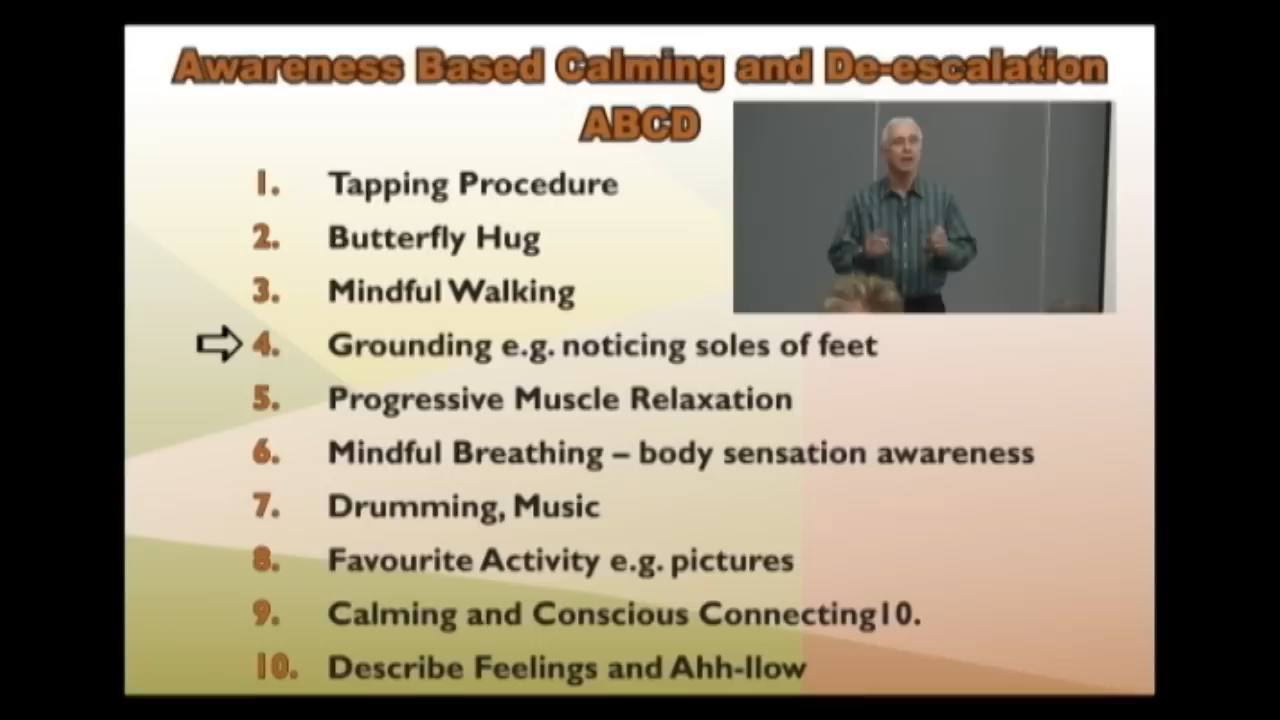 Awareness Based Calming and De-escalation
ABCD
1. Tapping Procedure
2. Butterfly Hug
3. Mindful Walking
4. Grounding e.g. noticing soles of feet
5. Progressive Muscle Relaxation
6. Mindful Breathing – body sensation awareness
7. Drumming, Music
8. Favourite Activity e.g. pictures
9. Calming and Conscious Connecting10.
10. Describe Feelings and Ahh-llow